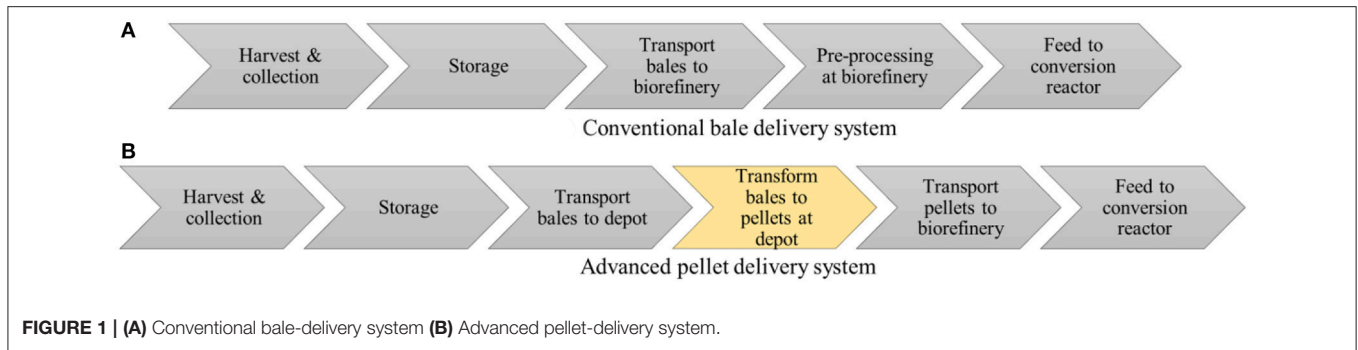 A
Harvest &
collection
Storage
Transport
bales to
biorefinery
Pre-processing
at biorefinery
Feed to
conversion
reactor
Conventional bale delivery system
B
Harvest &
collection
Storage
Transport
bales to depot
Transform
bales to
pellets at
depot
Transport
pellets to
biorefinery
Feed to
conversion
reactor
Advanced pellet delivery system
FIGURE 1 | (A) Conventional bale-delivery system (B) Advanced pellet-delivery system.